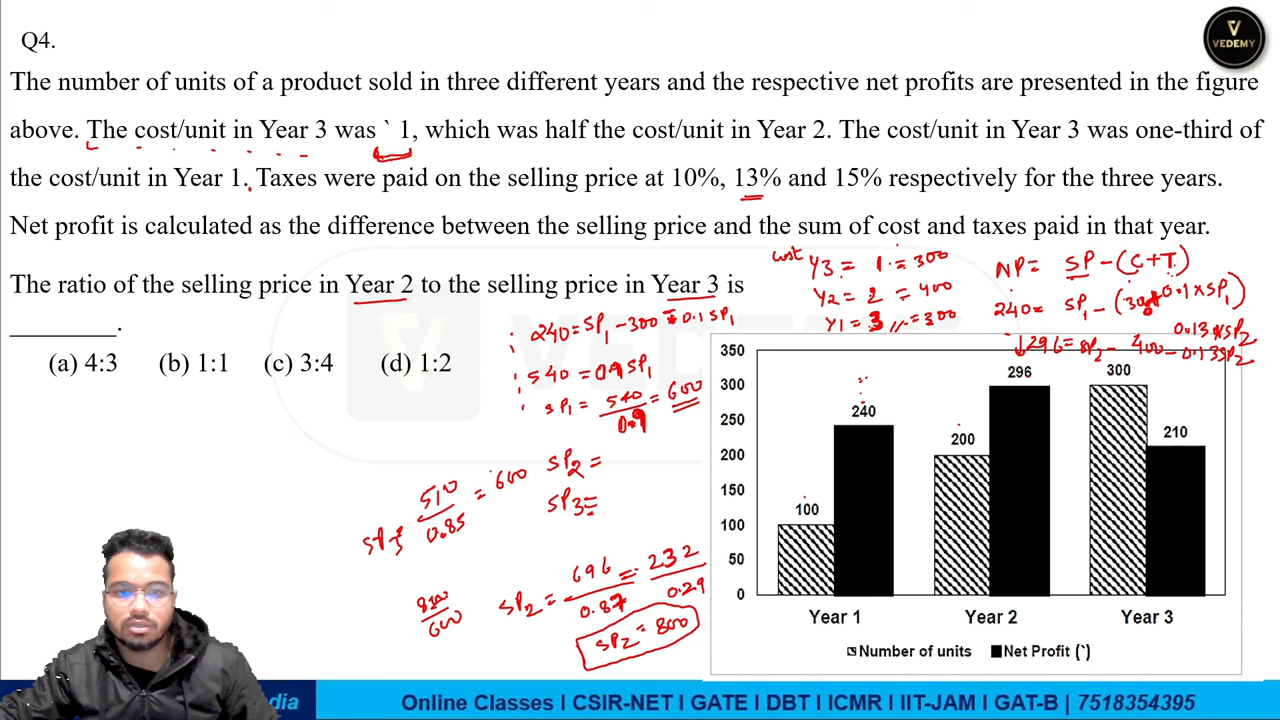 Q4.
VEDEMY
The number of units of a product sold in three different years and the respective net profits are presented in the figure
above. The cost/unit in Year 3 was ` 1, which was half the cost/unit in Year 2. The cost/unit in Year 3 was one-third of
the cost/unit in Year 1. Taxes were paid on the selling price at 10%, 13% and 15% respectively for the three years.
Net profit is calculated as the difference between the selling price and the sum of cost and taxes paid in that year.
The ratio of the selling price in Year 2 to the selling price in Year 3 is
________.
(a) 4:3 (b) 1:1 (c) 3:4 (d) 1:2
cost Y3 = 1 = 300
Y2 = 2 = 400
Y1 = 3 = 300
NP = SP - (C+T)
240 = SP1 - (300+0.1×SP1)
0.13×SP2
296 = SP2 - 400 - 0.13SP2
240 = SP1 - 300 = 0.1 SP1
540 = 0.9 SP1
SP1 = 540/0.9 = 600
SP2 =
SP3 =
SP3 510/0.85 = 600
SP2 = 696/0.87 = 232/0.29
SP2 = 800
800/600
350
300
250
200
150
100
50
0
100
240
200
296
300
210
Year 1 Year 2 Year 3
Number of units Net Profit (`)
dia
Online Classes I CSIR-NET I GATE I DBT I ICMR I IIT-JAM I GAT-B I 7518354395